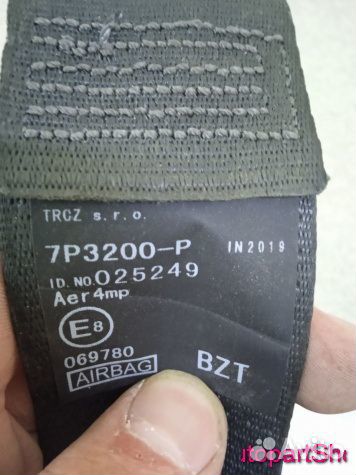 TRCZ s.r.o.
7P3200-P IN2019
ID.NO.025249
Aer4mp
E8
069780
AIRBAG BZT